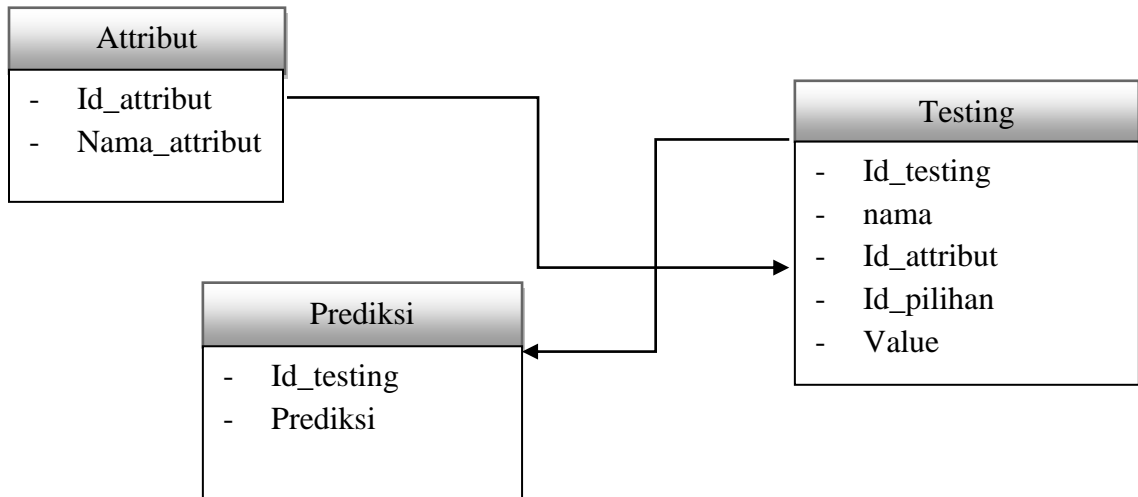 Attribut
- Id_attribut
- Nama_attribut
Testing
- Id_testing
- nama
- Id_attribut
- Id_pilihan
- Value
Prediksi
- Id_testing
- Prediksi